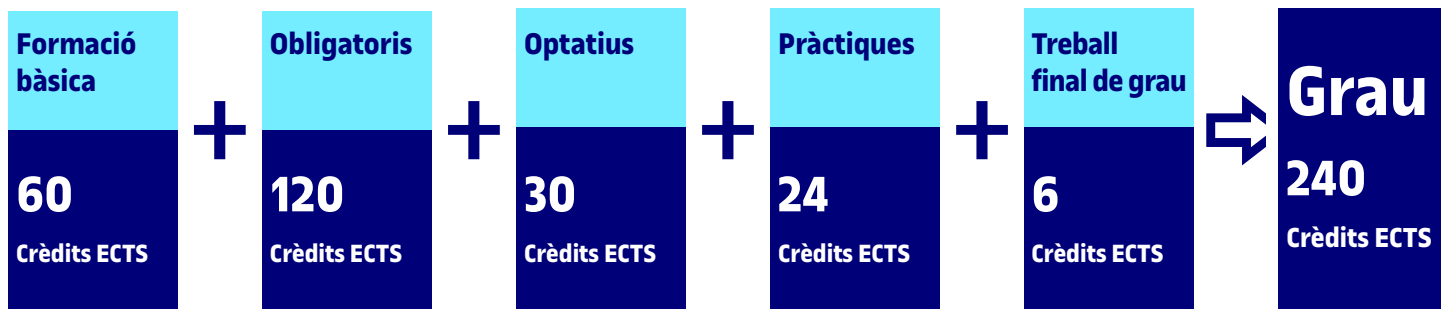 Formació
bàsica
60
Crèdits ECTS
+
Obligatoris
120
Crèdits ECTS
+
Optatius
30
Crèdits ECTS
+
Pràctiques
24
Crèdits ECTS
+
Treball
final de grau
6
Crèdits ECTS
Grau
240
Crèdits ECTS